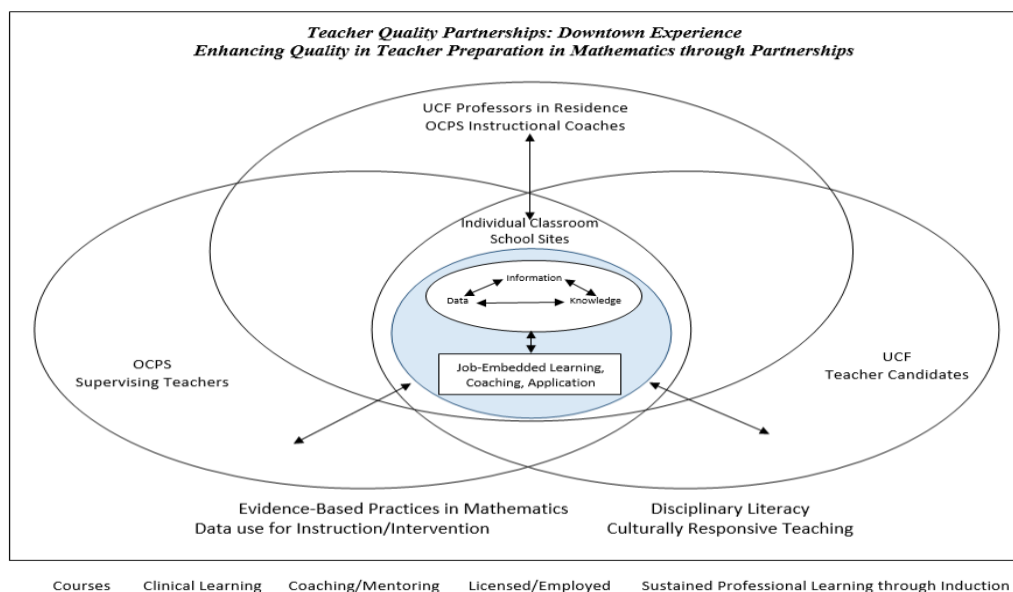 Teacher Quality Partnerships: Downtown Experience
Enhancing Quality in Teacher Preparation in Mathematics through Partnerships
UCF Professors in Residence
OCPS Instructional Coaches
Individual Classroom
School Sites
Information
Data
Knowledge
Job-Embedded Learning,
Coaching, Application
OCPS
Supervising Teachers
UCF
Teacher Candidates
Evidence-Based Practices in Mathematics
Data use for Instruction/Intervention
Disciplinary Literacy
Culturally Responsive Teaching
Courses Clinical Learning Coaching/Mentoring Licensed/Employed Sustained Professional Learning through Induction